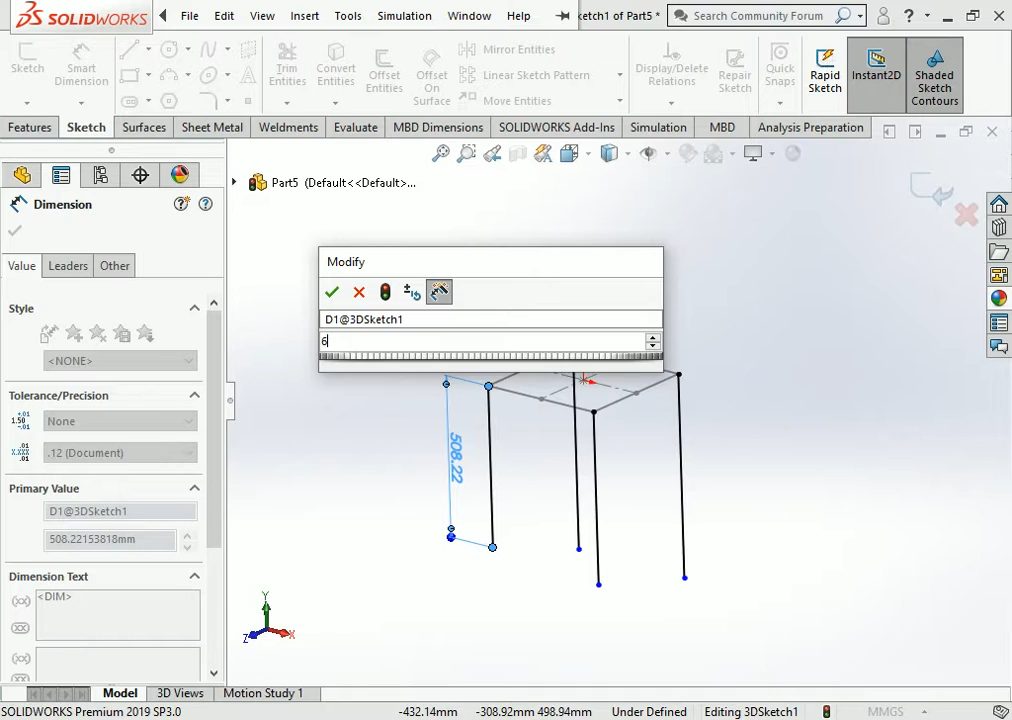 SOLIDWORKS
File Edit View Insert Tools Simulation Window Help
ketch1 of Part5 *
Search Community Forum
?
Sketch
Smart Dimension
Trim Entities
Convert Entities
Offset Entities
Offset On Surface
Mirror Entities
Linear Sketch Pattern
Move Entities
Display/Delete Relations
Repair Sketch
Quick Snaps
Rapid Sketch
Instant2D
Shaded Sketch Contours
Features Sketch Surfaces Sheet Metal Weldments Evaluate MBD Dimensions SOLIDWORKS Add-Ins Simulation MBD Analysis Preparation
Part5 (Default<<Default>...
Dimension
Value Leaders Other
Style
<NONE>
Tolerance/Precision
None
.12 (Document)
Primary Value
D1@3DSketch1
508.22153818mm
Dimension Text
<DIM>
Modify
D1@3DSketch1
6
508.22
Y
Z
X
Model 3D Views Motion Study 1
SOLIDWORKS Premium 2019 SP3.0
-432.14mm -308.92mm 498.94mm Under Defined Editing 3DSketch1 MMGS